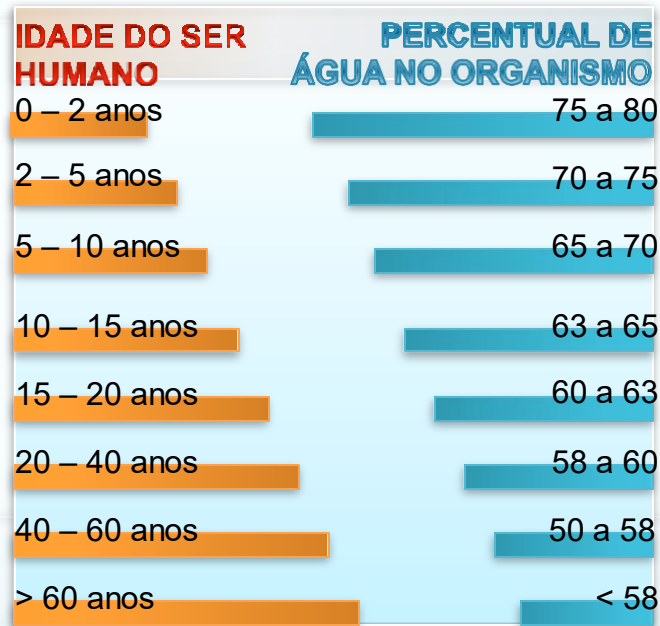 IDADE DO SER HUMANO
PERCENTUAL DE ÁGUA NO ORGANISMO
0 – 2 anos 75 a 80
2 – 5 anos 70 a 75
5 – 10 anos 65 a 70
10 – 15 anos 63 a 65
15 – 20 anos 60 a 63
20 – 40 anos 58 a 60
40 – 60 anos 50 a 58
> 60 anos < 58